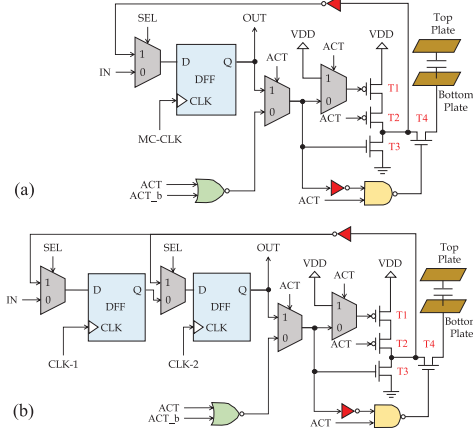 SEL
OUT
VDD
VDD
Top
Plate
ACT
1
IN
0
D
Q
DFF
CLK
1
0
1
0
T1
Bottom
Plate
ACT
T2
T4
MC-CLK
T3
(a)
ACT
ACT_b
ACT
SEL
SEL
OUT
VDD
VDD
Top
Plate
ACT
ACT
1
IN
0
D
DFF
CLK
1
0
D
Q
DFF
CLK
1
0
1
0
T1
Bottom
Plate
ACT
T2
T4
CLK-1
CLK-2
T3
(b)
ACT
ACT_b
ACT